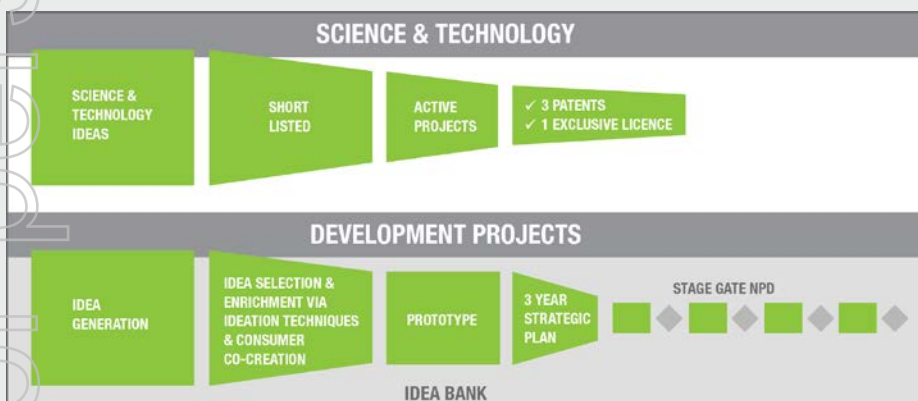 SCIENCE & TECHNOLOGY
SCIENCE &
TECHNOLOGY
IDEAS
SHORT
LISTED
ACTIVE
PROJECTS
✓ 3 PATENTS
✓ 1 EXCLUSIVE LICENCE
DEVELOPMENT PROJECTS
IDEA
GENERATION
IDEA SELECTION &
ENRICHMENT VIA
IDEATION TECHNIQUES
& CONSUMER
CO-CREATION
PROTOTYPE
3 YEAR
STRATEGIC
PLAN
STAGE GATE NPD
IDEA BANK